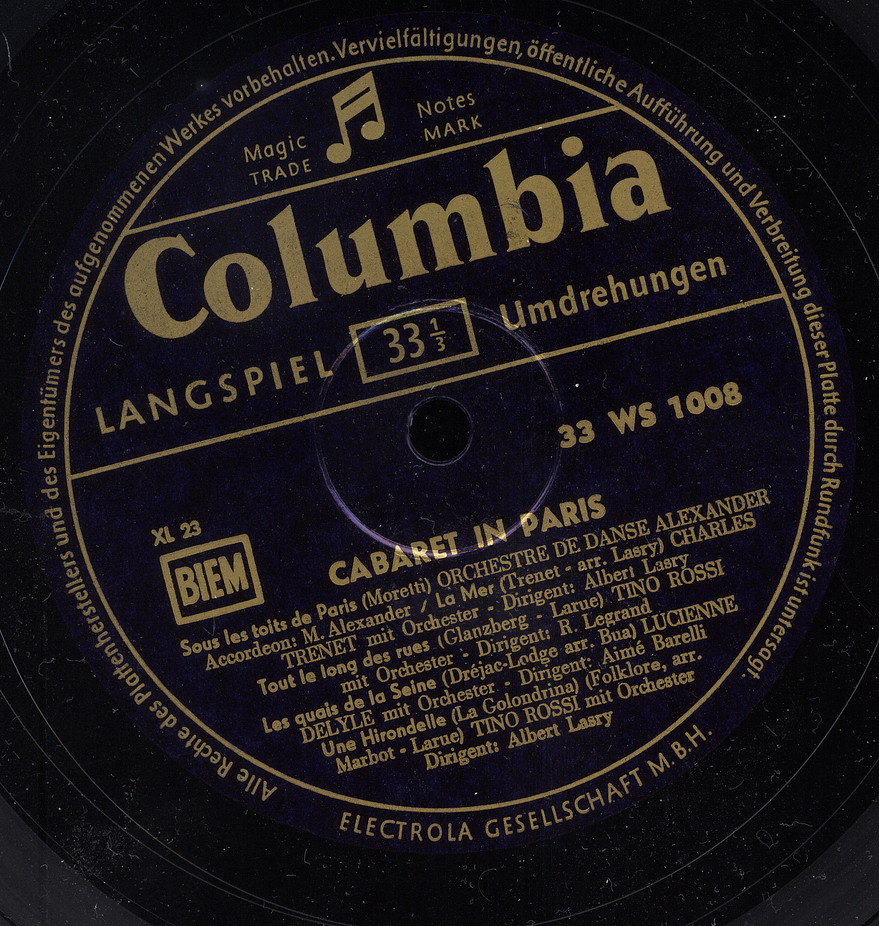 Alle Rechte des Plattenherstellers und des Eigentümers des aufgenommenen Werkes vorbehalten. Vervielfältigungen, öffentliche Aufführung und Verbreitung dieser Platte durch Rundfunk ist untersagt.
Magic Notes
TRADE MARK
Columbia
LANGSPIEL 33 1/3 Umdrehungen
33 WS 1008
XL 23
BIEM
CABARET IN PARIS
Sous les toits de Paris (Moretti) ORCHESTRE DE DANSE ALEXANDER
Accordeon: M. Alexander / La Mer (Trenet - arr. Lasry) CHARLES
TRENET mit Orchester - Dirigent: Albert Lasry
Tout le long des rues (Glanzberg - Larue) TINO ROSSI
mit Orchester - Dirigent: R. Legrand
Les quais de la Seine (Dréjac-Lodge arr. Bua) LUCIENNE
DELYLE mit Orchester - Dirigent: Aimé Barelli
Une Hirondelle (La Golondrina) (Folklore, arr.
Marbot - Larue) TINO ROSSI mit Orchester
Dirigent: Albert Lasry
ELECTROLA GESELLSCHAFT M.B.H.